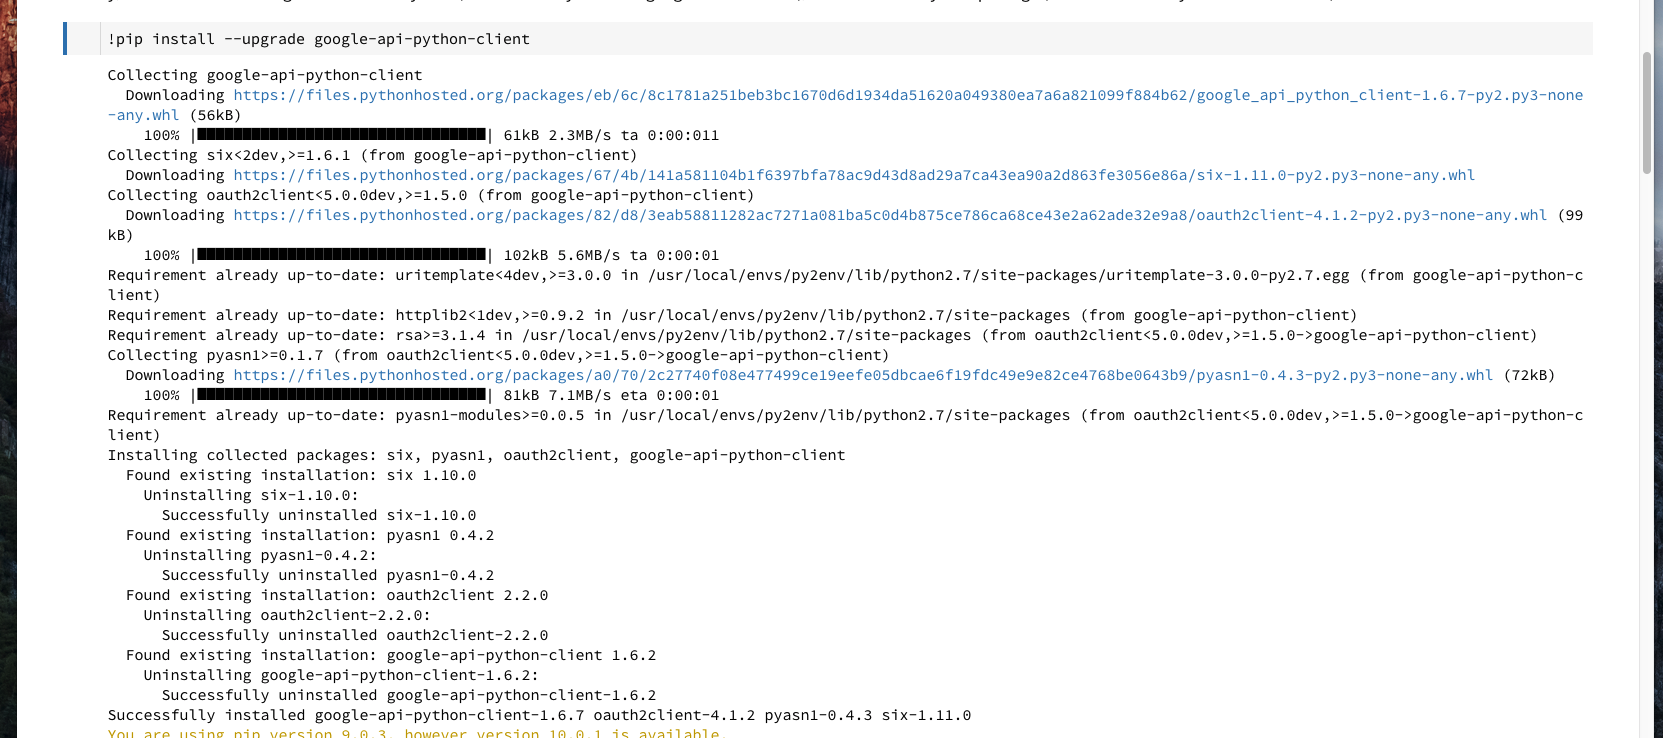 !pip install --upgrade google-api-python-client
Collecting google-api-python-client
Downloading https://files.pythonhosted.org/packages/eb/6c/8c1781a251beb3bc1670d6d1934da51620a049380ea7a6a821099f884b62/google_api_python_client-1.6.7-py2.py3-none
-any.whl (56kB)
100% |████████████████████████████████| 61kB 2.3MB/s ta 0:00:011
Collecting six<2dev,>=1.6.1 (from google-api-python-client)
Downloading https://files.pythonhosted.org/packages/67/4b/141a581104b1f6397bfa78ac9d43d8ad29a7ca43ea90a2d863fe3056e86a/six-1.11.0-py2.py3-none-any.whl
Collecting oauth2client<5.0.0dev,>=1.5.0 (from google-api-python-client)
Downloading https://files.pythonhosted.org/packages/82/d8/3eab58811282ac7271a081ba5c0d4b875ce786ca68ce43e2a62ade32e9a8/oauth2client-4.1.2-py2.py3-none-any.whl (99
kB)
100% |████████████████████████████████| 102kB 5.6MB/s ta 0:00:01
Requirement already up-to-date: uritemplate<4dev,>=3.0.0 in /usr/local/envs/py2env/lib/python2.7/site-packages/uritemplate-3.0.0-py2.7.egg (from google-api-python-c
lient)
Requirement already up-to-date: httplib2<1dev,>=0.9.2 in /usr/local/envs/py2env/lib/python2.7/site-packages (from google-api-python-client)
Requirement already up-to-date: rsa>=3.1.4 in /usr/local/envs/py2env/lib/python2.7/site-packages (from oauth2client<5.0.0dev,>=1.5.0->google-api-python-client)
Collecting pyasn1>=0.1.7 (from oauth2client<5.0.0dev,>=1.5.0->google-api-python-client)
Downloading https://files.pythonhosted.org/packages/a0/70/2c27740f08e477499ce19eefe05dbcae6f19fdc49e9e82ce4768be0643b9/pyasn1-0.4.3-py2.py3-none-any.whl (72kB)
100% |████████████████████████████████| 81kB 7.1MB/s eta 0:00:01
Requirement already up-to-date: pyasn1-modules>=0.0.5 in /usr/local/envs/py2env/lib/python2.7/site-packages (from oauth2client<5.0.0dev,>=1.5.0->google-api-python-c
lient)
Installing collected packages: six, pyasn1, oauth2client, google-api-python-client
Found existing installation: six 1.10.0
Uninstalling six-1.10.0:
Successfully uninstalled six-1.10.0
Found existing installation: pyasn1 0.4.2
Uninstalling pyasn1-0.4.2:
Successfully uninstalled pyasn1-0.4.2
Found existing installation: oauth2client 2.2.0
Uninstalling oauth2client-2.2.0:
Successfully uninstalled oauth2client-2.2.0
Found existing installation: google-api-python-client 1.6.2
Uninstalling google-api-python-client-1.6.2:
Successfully uninstalled google-api-python-client-1.6.2
Successfully installed google-api-python-client-1.6.7 oauth2client-4.1.2 pyasn1-0.4.3 six-1.11.0
You are using pip version 9.0.3, however version 10.0.1 is available.